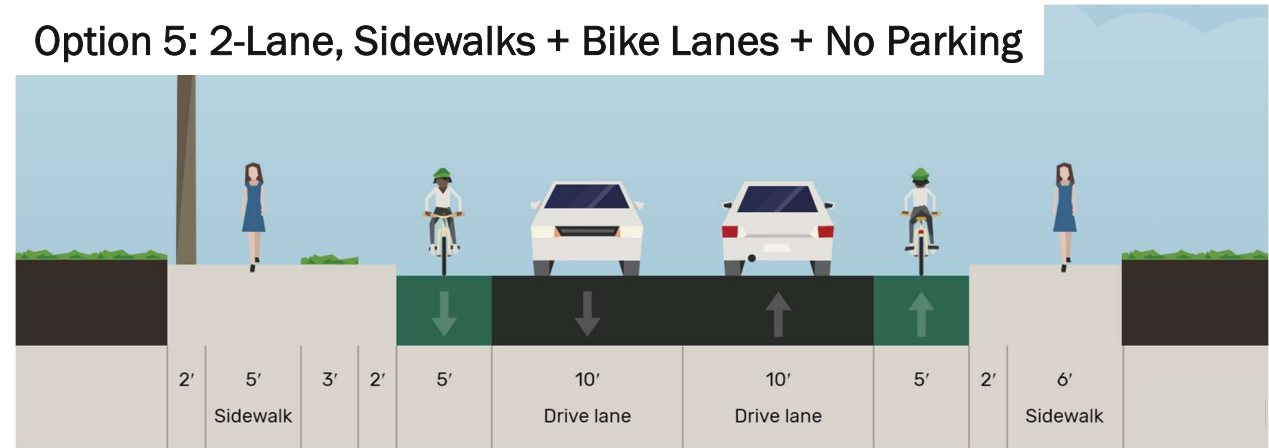 Option 5: 2-Lane, Sidewalks + Bike Lanes + No Parking
2′ 5′ 3′ 2′ 5′ 10′ 10′ 5′ 2′ 6′
Sidewalk Drive lane Drive lane Sidewalk